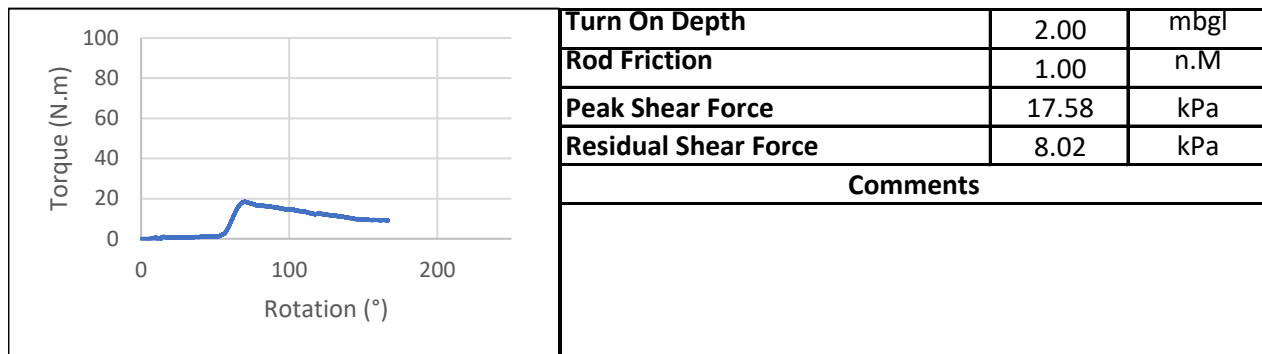 100
80
60
40
20
0
Torque (N.m)
0 100 200
Rotation (°)
Turn On Depth 2.00 mbgl
Rod Friction 1.00 n.M
Peak Shear Force 17.58 kPa
Residual Shear Force 8.02 kPa
Comments